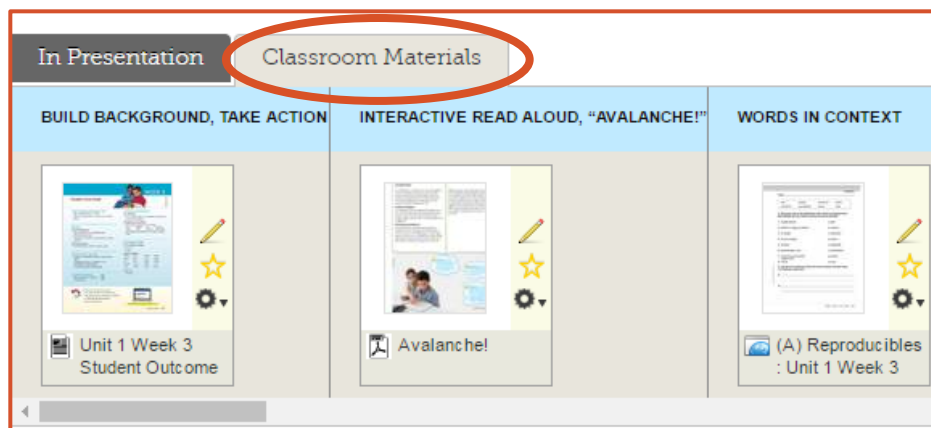 In Presentation
Classroom Materials
BUILD BACKGROUND, TAKE ACTION
INTERACTIVE READ ALOUD, “AVALANCHE!”
WORDS IN CONTEXT
Unit 1 Week 3
Student Outcome
Avalanche!
(A) Reproducibles
: Unit 1 Week 3